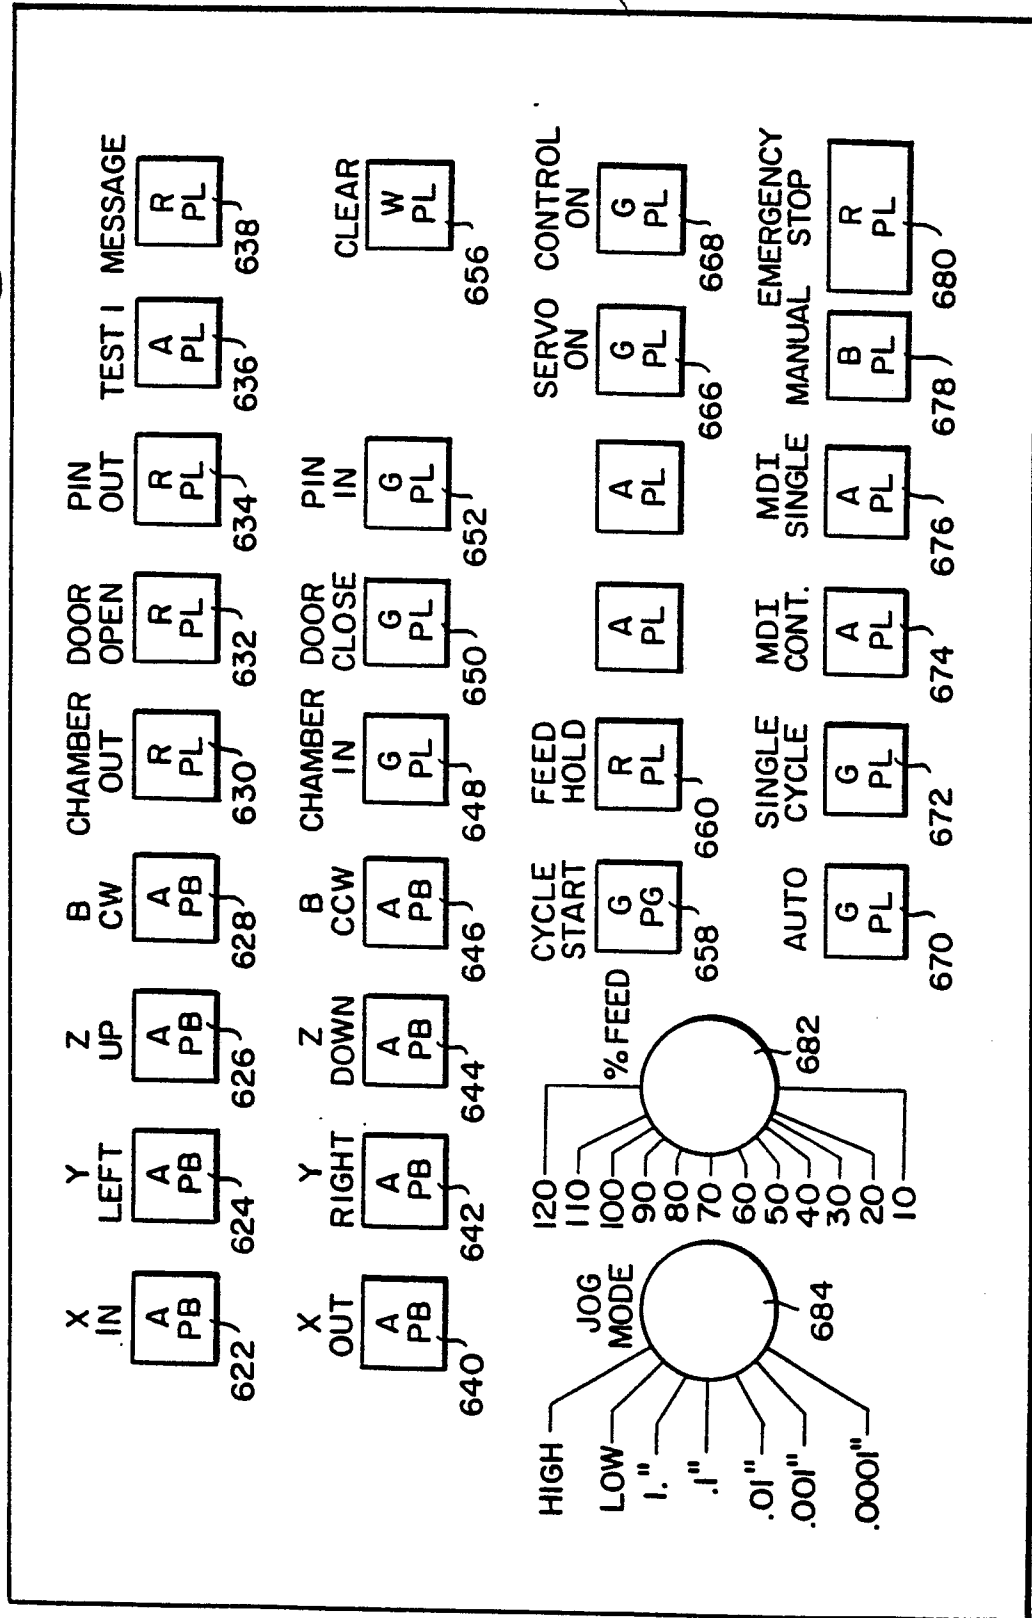 X
IN
A
PB
622
Y
LEFT
A
PB
624
Z
UP
A
PB
626
B
CW
A
PB
628
CHAMBER
OUT
R
PL
630
DOOR
OPEN
R
PL
632
PIN
OUT
R
PL
634
TEST 1
A
PL
636
MESSAGE
R
PL
638
X
OUT
A
PB
640
Y
RIGHT
A
PB
642
Z
DOWN
A
PB
644
B
CCW
A
PB
646
CHAMBER
IN
G
PL
648
DOOR
CLOSE
G
PL
650
PIN
IN
G
PL
652
CLEAR
W
PL
656
HIGH
LOW
1."
.1"
.01"
.001"
.0001"
JOG
MODE
684
120
110
100
90
80
70
60
50
40
30
20
10
% FEED
682
CYCLE
START
G
PG
658
FEED
HOLD
R
PL
660
A
PL
A
PL
SERVO
ON
G
PL
666
CONTROL
ON
G
PL
668
AUTO
G
PL
670
SINGLE
CYCLE
G
PL
672
MDI
CONT.
A
PL
674
MDI
SINGLE
A
PL
676
MANUAL
B
PL
678
EMERGENCY
STOP
R
PL
680